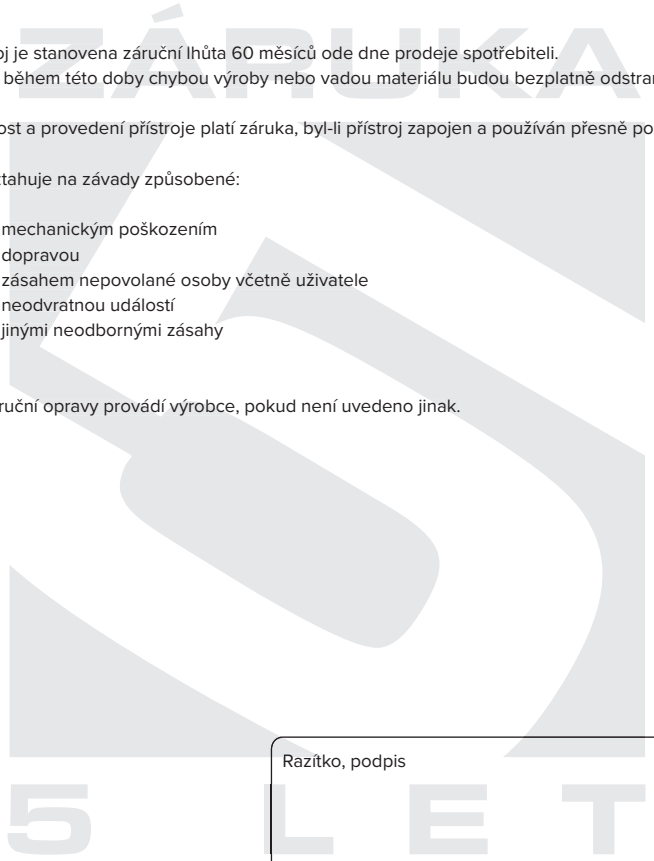 ZÁRUKA
oj je stanovena záruční lhůta 60 měsíců ode dne prodeje spotřebiteli.
během této doby chybou výroby nebo vadou materiálu budou bezplatně odstra
ost a provedení přístroje platí záruka, byl-li přístroj zapojen a používán přesně po
ztahuje na závady způsobené:
mechanickým poškozením
dopravou
zásahem nepovolané osoby včetně uživatele
neodvratnou událostí
jinými neodbornými zásahy
ruční opravy provádí výrobce, pokud není uvedeno jinak.
Razítko, podpis
5 LET